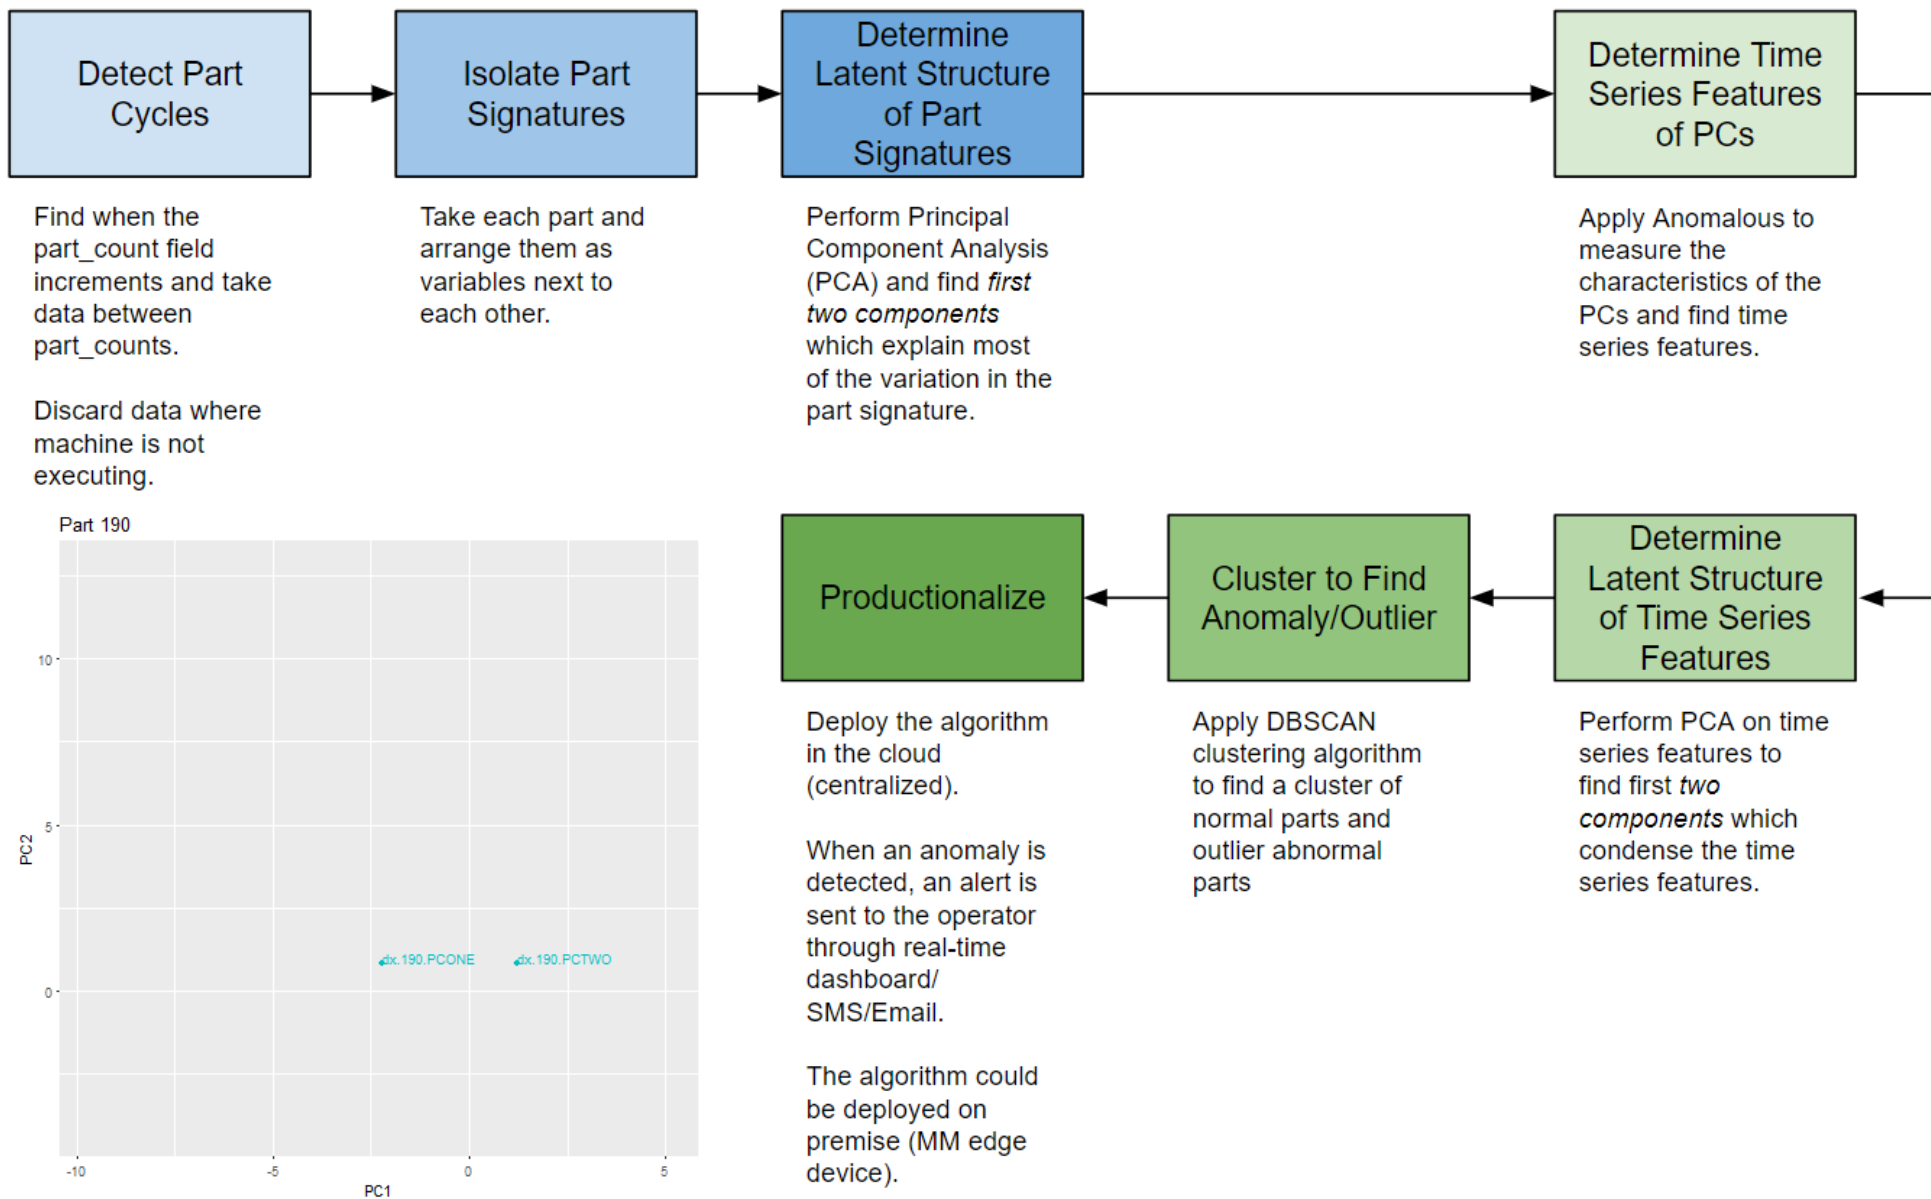 Detect Part
Cycles
Isolate Part
Signatures
Determine
Latent Structure
of Part
Signatures
Determine Time
Series Features
of PCs
Find when the
part_count field
increments and take
data between
part_counts.
Discard data where
machine is not
executing.
Take each part and
arrange them as
variables next to
each other.
Perform Principal
Component Analysis
(PCA) and find first
two components
which explain most
of the variation in the
part signature.
Apply Anomalous to
measure the
characteristics of the
PCs and find time
series features.
Part 190
10
5
0
PC2
dx.190.PCONE
dx.190.PCTWO
-10
-5
0
5
PC1
Productionalize
Cluster to Find
Anomaly/Outlier
Determine
Latent Structure
of Time Series
Features
Deploy the algorithm
in the cloud
(centralized).
When an anomaly is
detected, an alert is
sent to the operator
through real-time
dashboard/
SMS/Email.
The algorithm could
be deployed on
premise (MM edge
device).
Apply DBSCAN
clustering algorithm
to find a cluster of
normal parts and
outlier abnormal
parts
Perform PCA on time
series features to
find first two
components which
condense the time
series features.